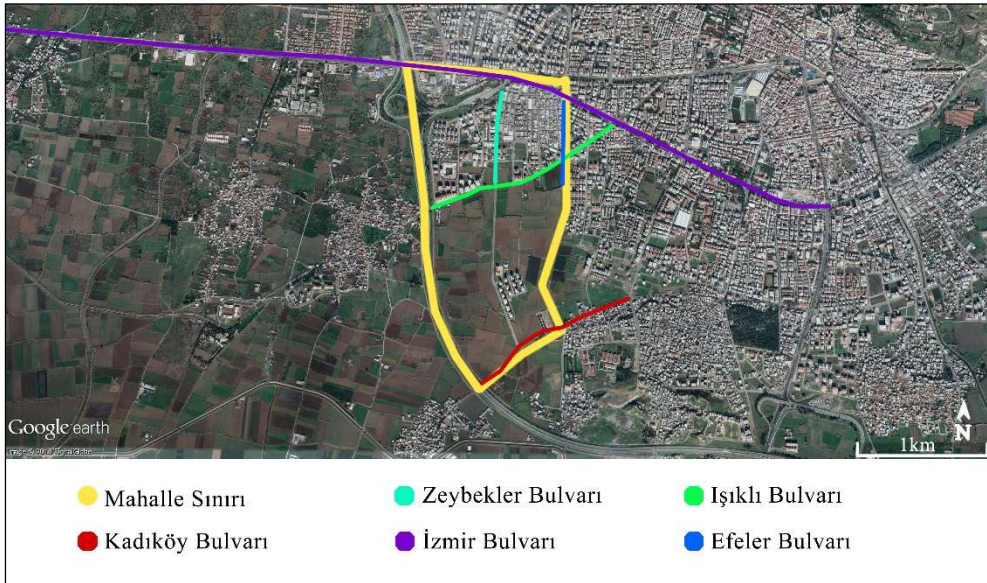 Google earth
N
1km
Mahalle Sınırı
Zeybekler Bulvarı
Işıklı Bulvarı
Kadıköy Bulvarı
İzmir Bulvarı
Efeler Bulvarı